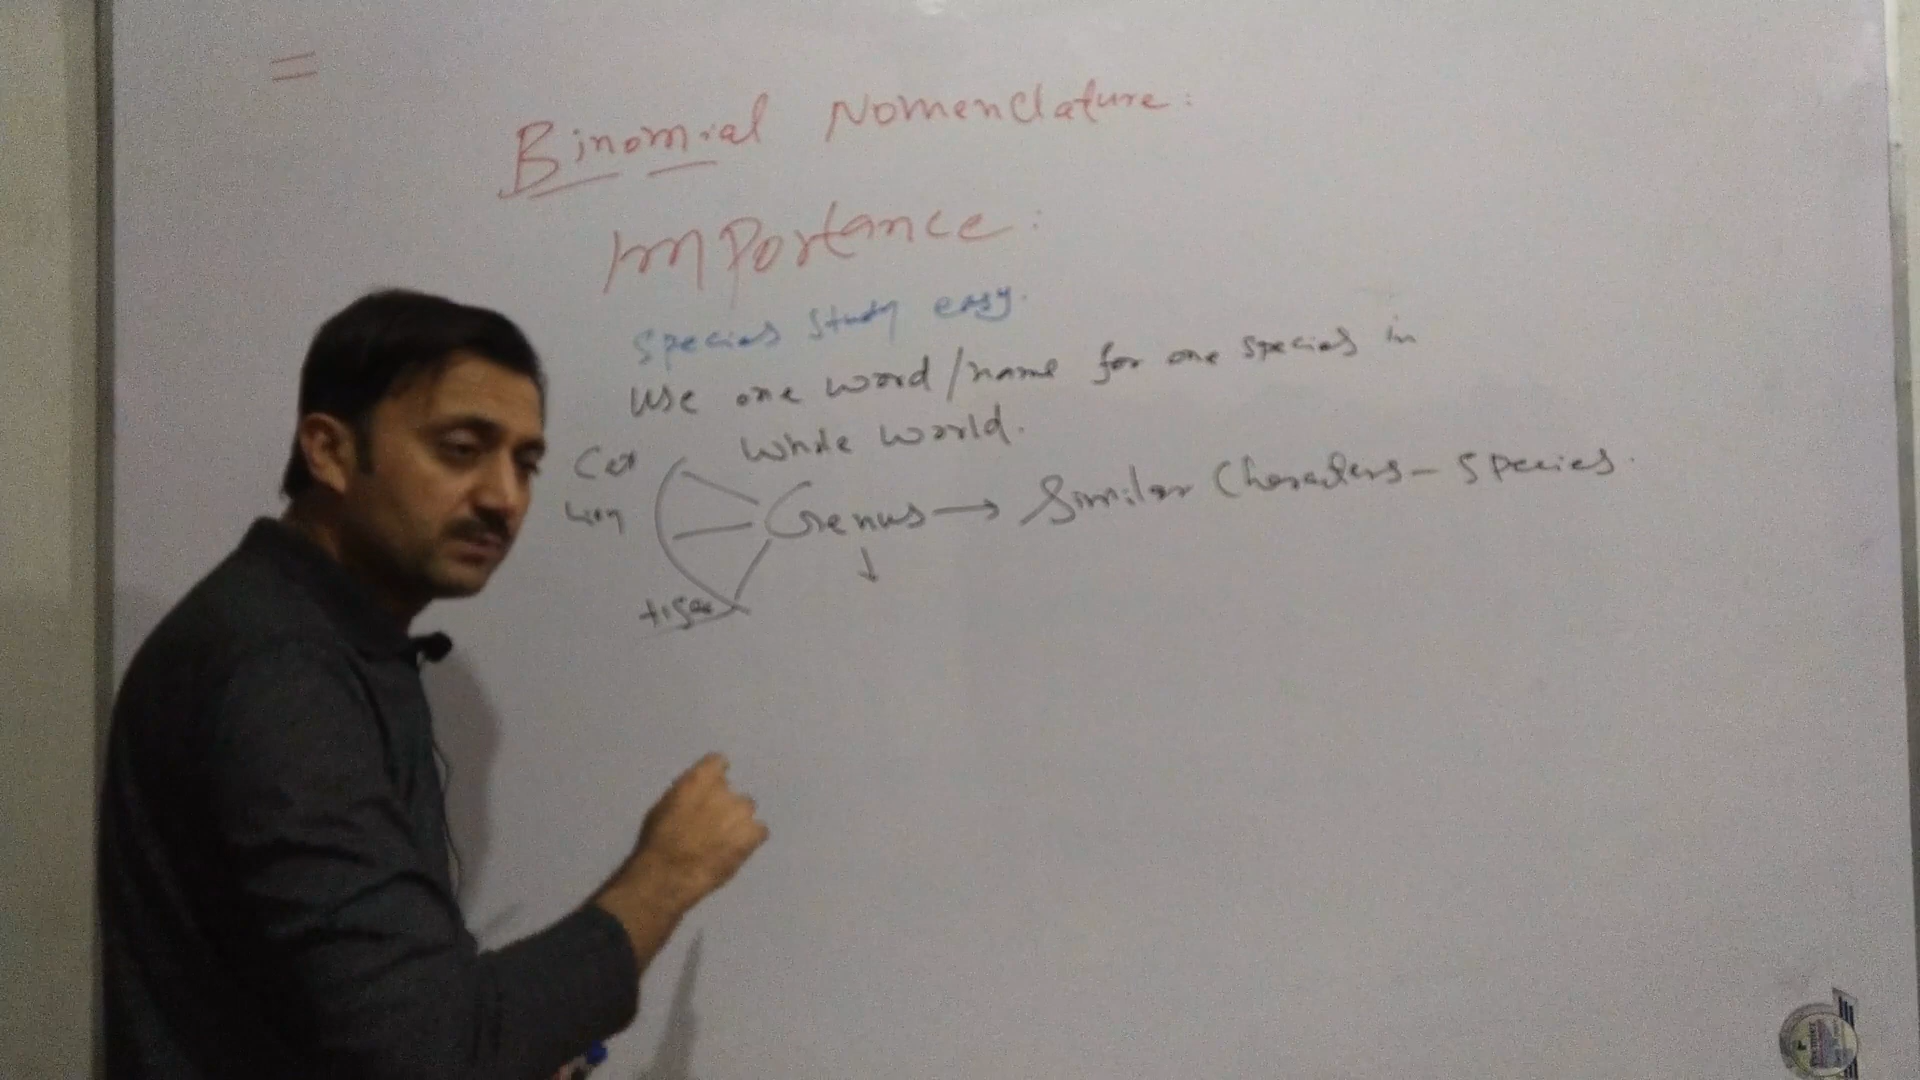 =
Binomial Nomenclature:
Importance:
Species study easy.
Use one word/name for one species in
whole world.
Cat
Lion
tiger
Genus → Similar Characters - Species.
↓